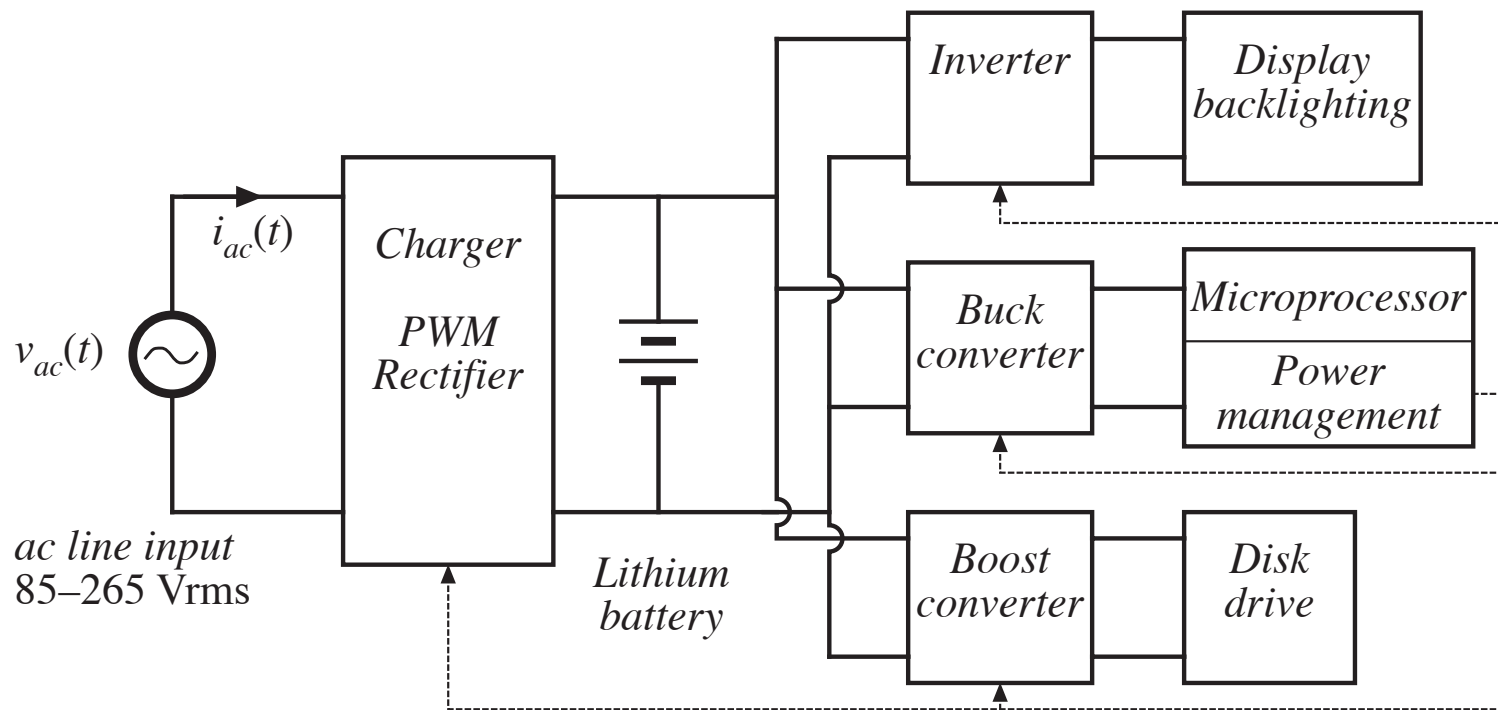 Inverter
Display
backlighting
i_ac(t)
Charger
PWM
Rectifier
v_ac(t)
Buck
converter
Microprocessor
Power
management
ac line input
85–265 Vrms
Lithium
battery
Boost
converter
Disk
drive